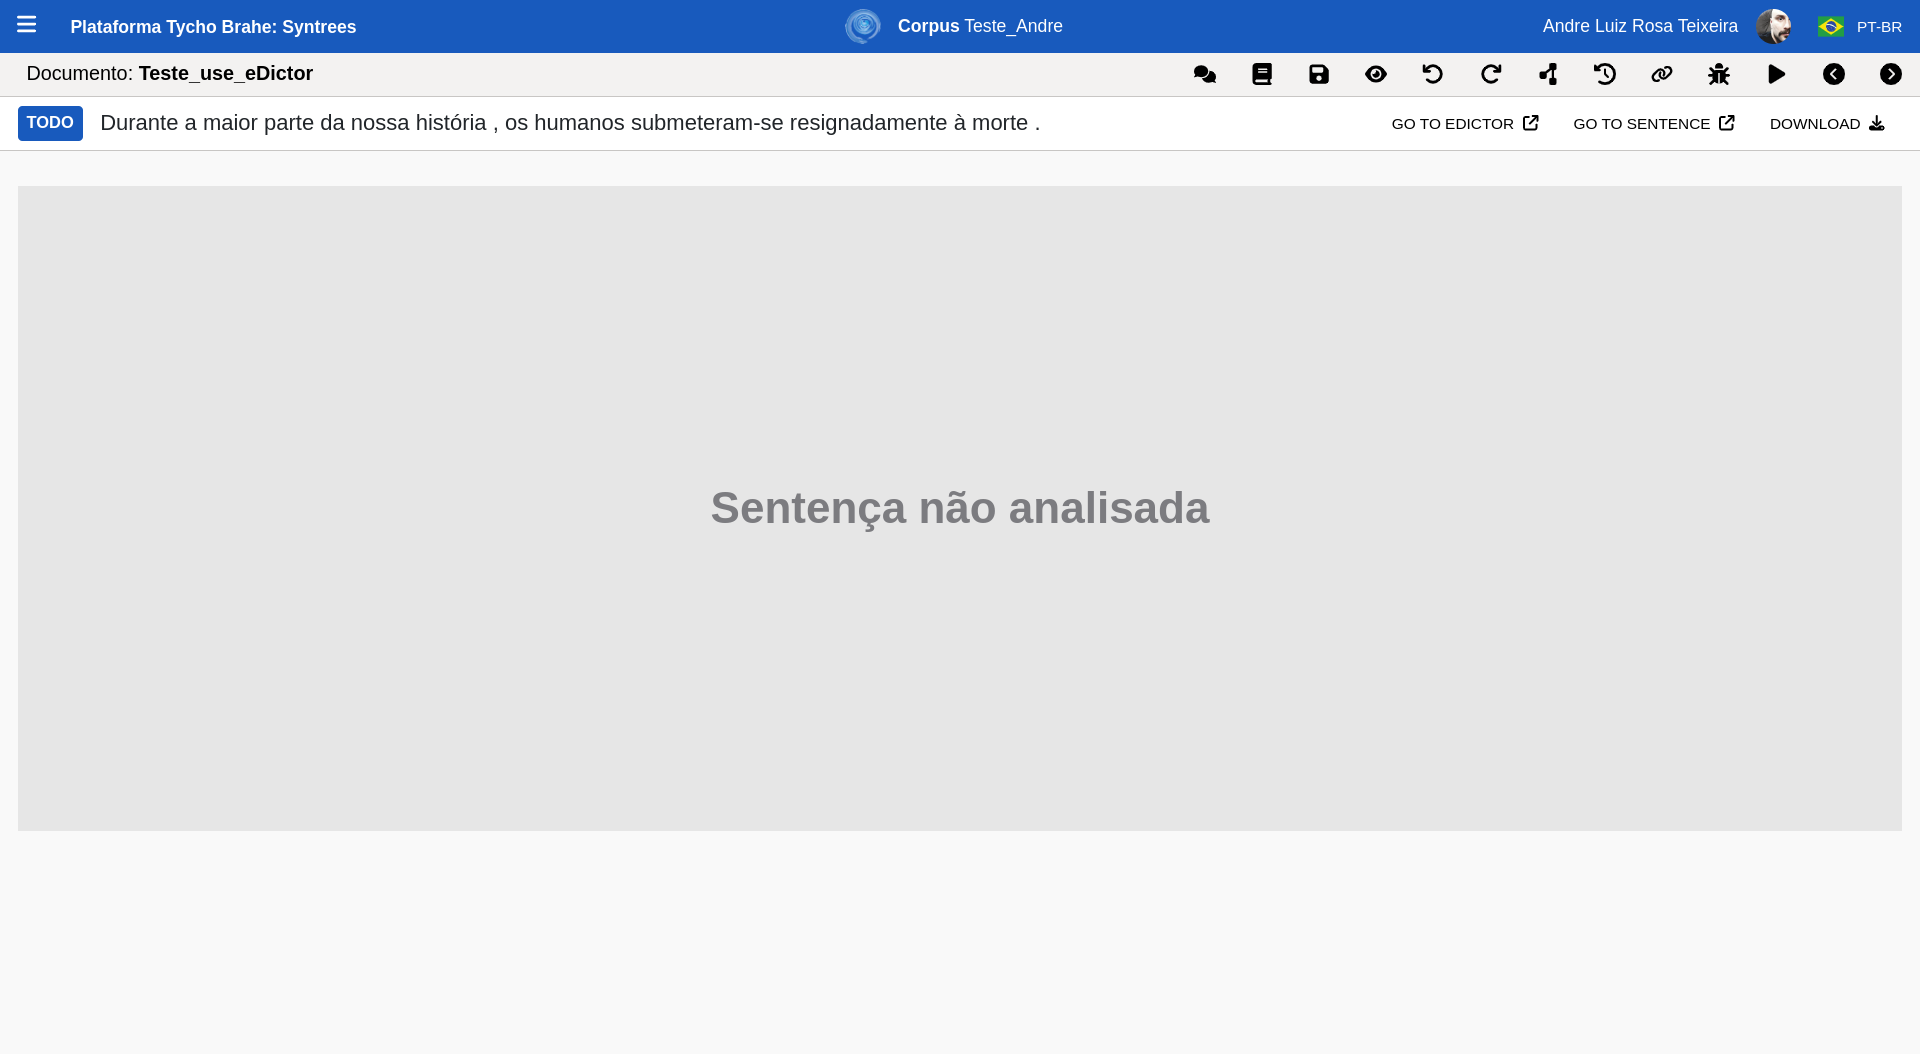 Plataforma Tycho Brahe: Syntrees
Corpus Teste_Andre
Andre Luiz Rosa Teixeira
PT-BR
Documento: Teste_use_eDictor
TODO
Durante a maior parte da nossa história , os humanos submeteram-se resignadamente à morte .
GO TO EDICTOR
GO TO SENTENCE
DOWNLOAD
Sentença não analisada